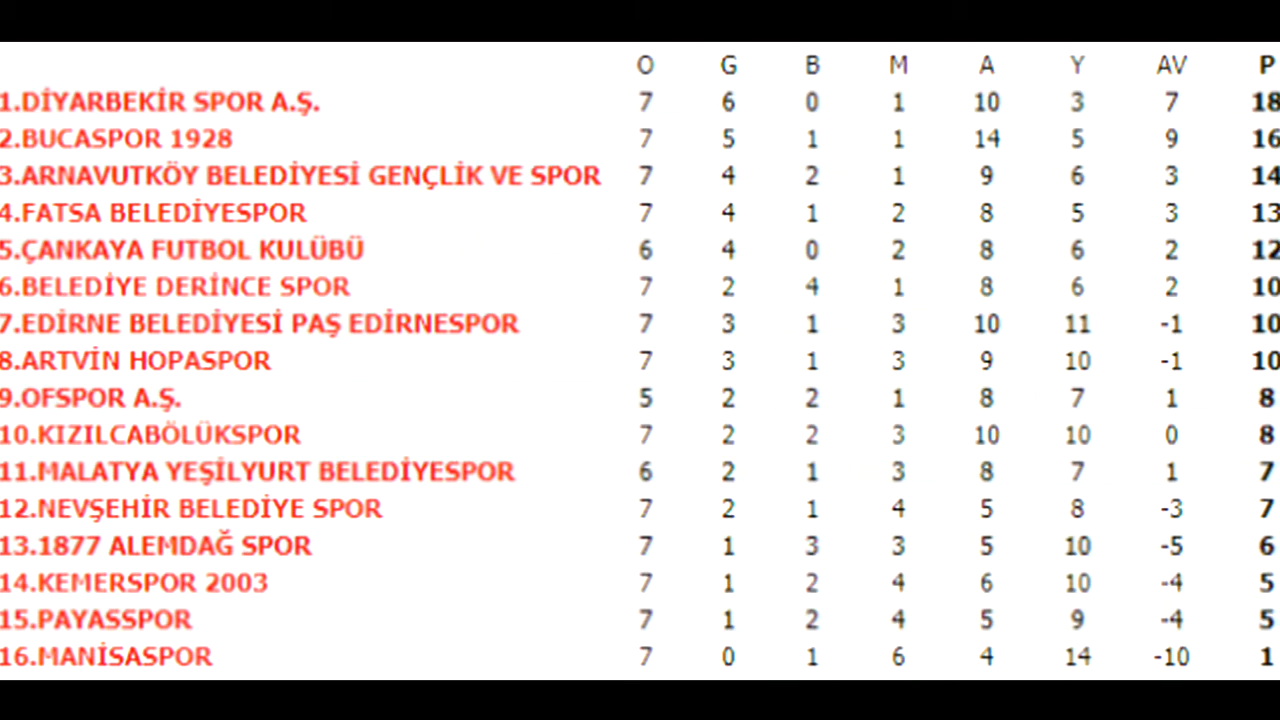 O G B M A Y AV P
1.DİYARBEKİR SPOR A.Ş. 7 6 0 1 10 3 7 18
2.BUCASPOR 1928 7 5 1 1 14 5 9 16
3.ARNAVUTKÖY BELEDİYESİ GENÇLİK VE SPOR 7 4 2 1 9 6 3 14
4.FATSA BELEDİYESPOR 7 4 1 2 8 5 3 13
5.ÇANKAYA FUTBOL KULÜBÜ 6 4 0 2 8 6 2 12
6.BELEDİYE DERİNCE SPOR 7 2 4 1 8 6 2 10
7.EDİRNE BELEDİYESİ PAŞ EDİRNESPOR 7 3 1 3 10 11 -1 10
8.ARTVİN HOPASPOR 7 3 1 3 9 10 -1 10
9.OFSPOR A.Ş. 5 2 2 1 8 7 1 8
10.KIZILCABÖLÜKSPOR 7 2 2 3 10 10 0 8
11.MALATYA YEŞİLYURT BELEDİYESPOR 6 2 1 3 8 7 1 7
12.NEVŞEHİR BELEDİYE SPOR 7 2 1 4 5 8 -3 7
13.1877 ALEMDAĞ SPOR 7 1 3 3 5 10 -5 6
14.KEMERSPOR 2003 7 1 2 4 6 10 -4 5
15.PAYASSPOR 7 1 2 4 5 9 -4 5
16.MANİSASPOR 7 0 1 6 4 14 -10 1